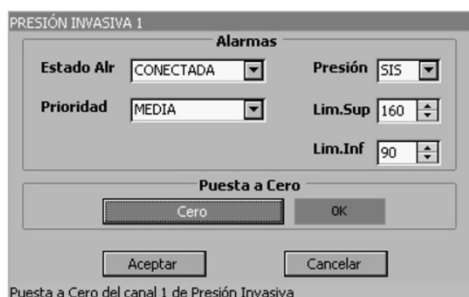 PRESIÓN INVASIVA 1
Alarmas
Estado Alr CONECTADA Presión SIS
Prioridad MEDIA Lim.Sup 160
Lim.Inf 90
Puesta a Cero
Cero OK
Aceptar Cancelar
Puesta a Cero del canal 1 de Presión Invasiva